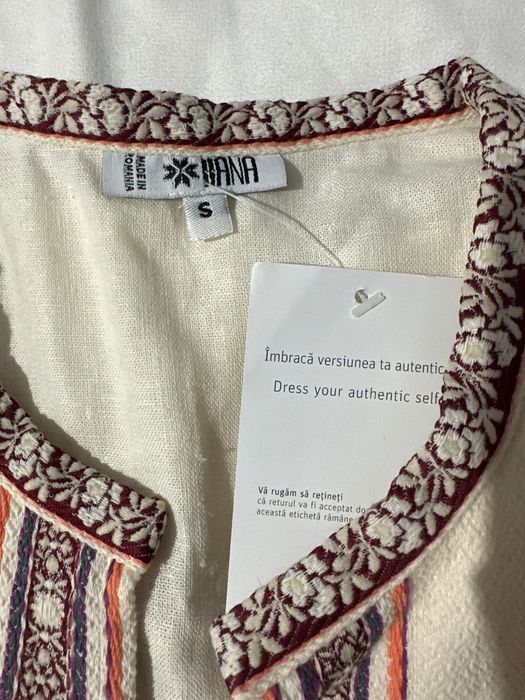 MADE IN
ROMANIA
IIANA
S
Îmbracă versiunea ta autentic
Dress your authentic self
Vă rugăm să rețineți
că returul va fi acceptat do
această etichetă rămâne